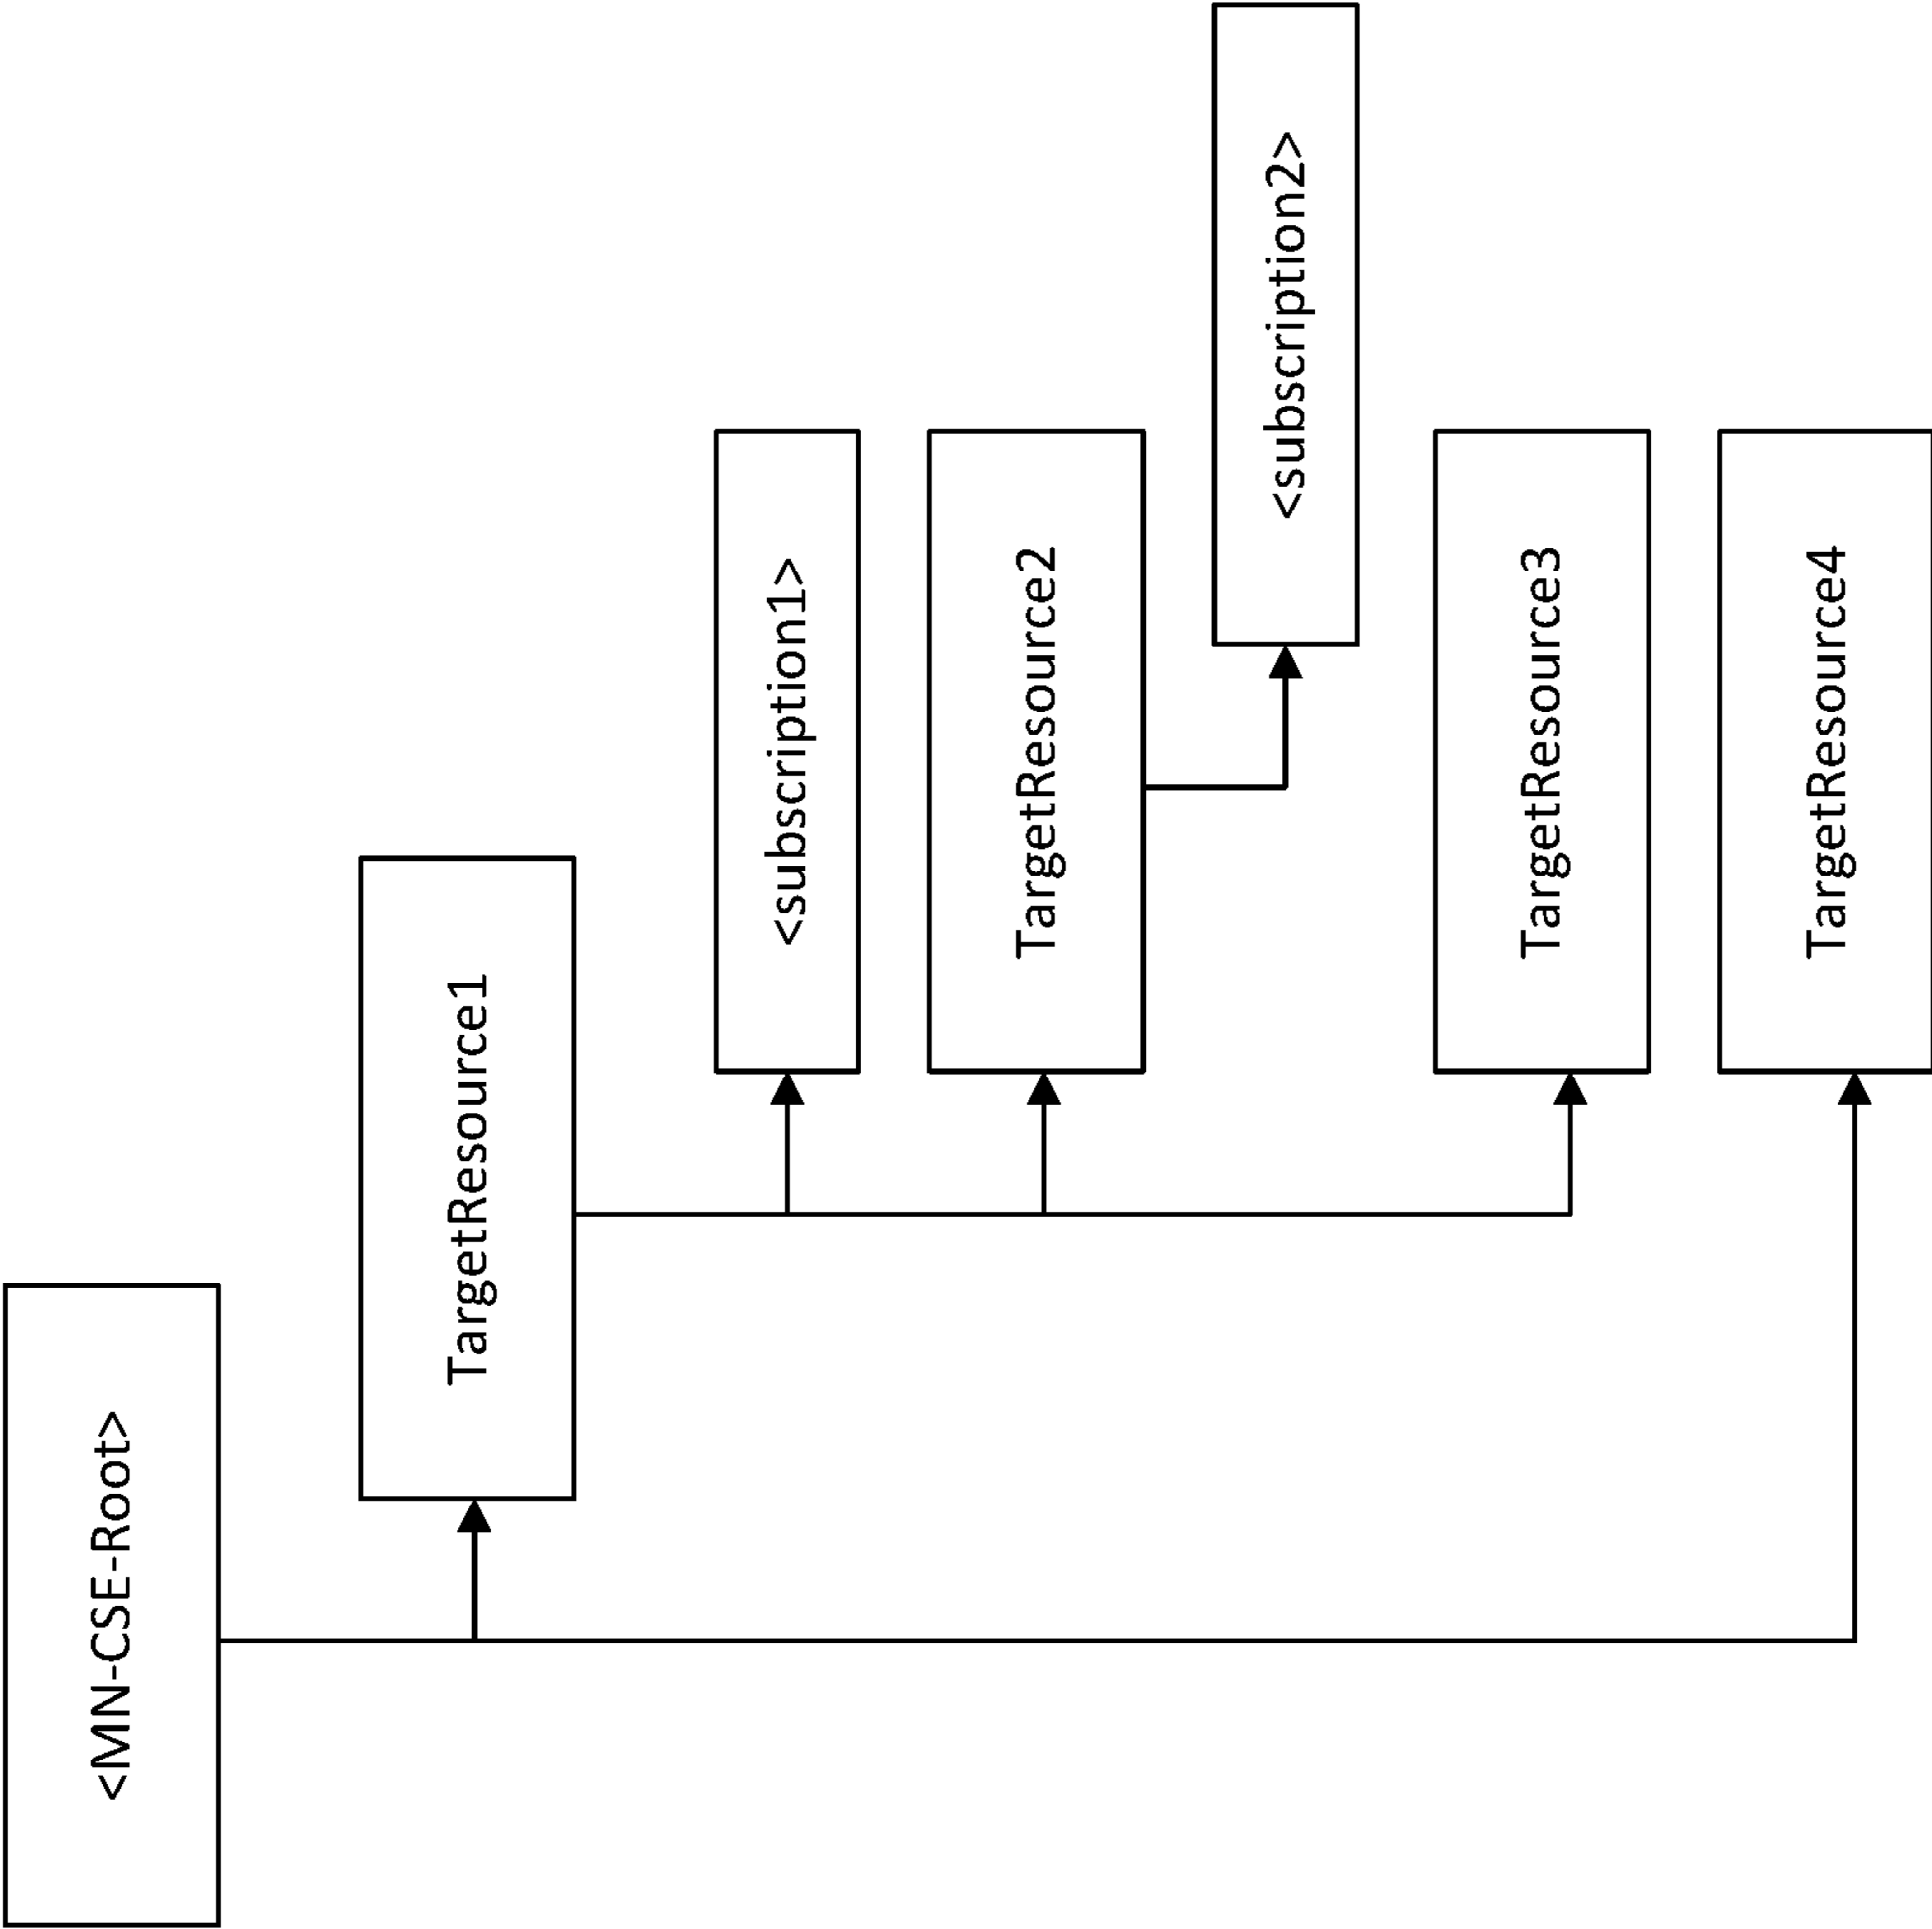 <MN-CSE-Root>
TargetResource1
<subscription1>
TargetResource2
<subscription2>
TargetResource3
TargetResource4